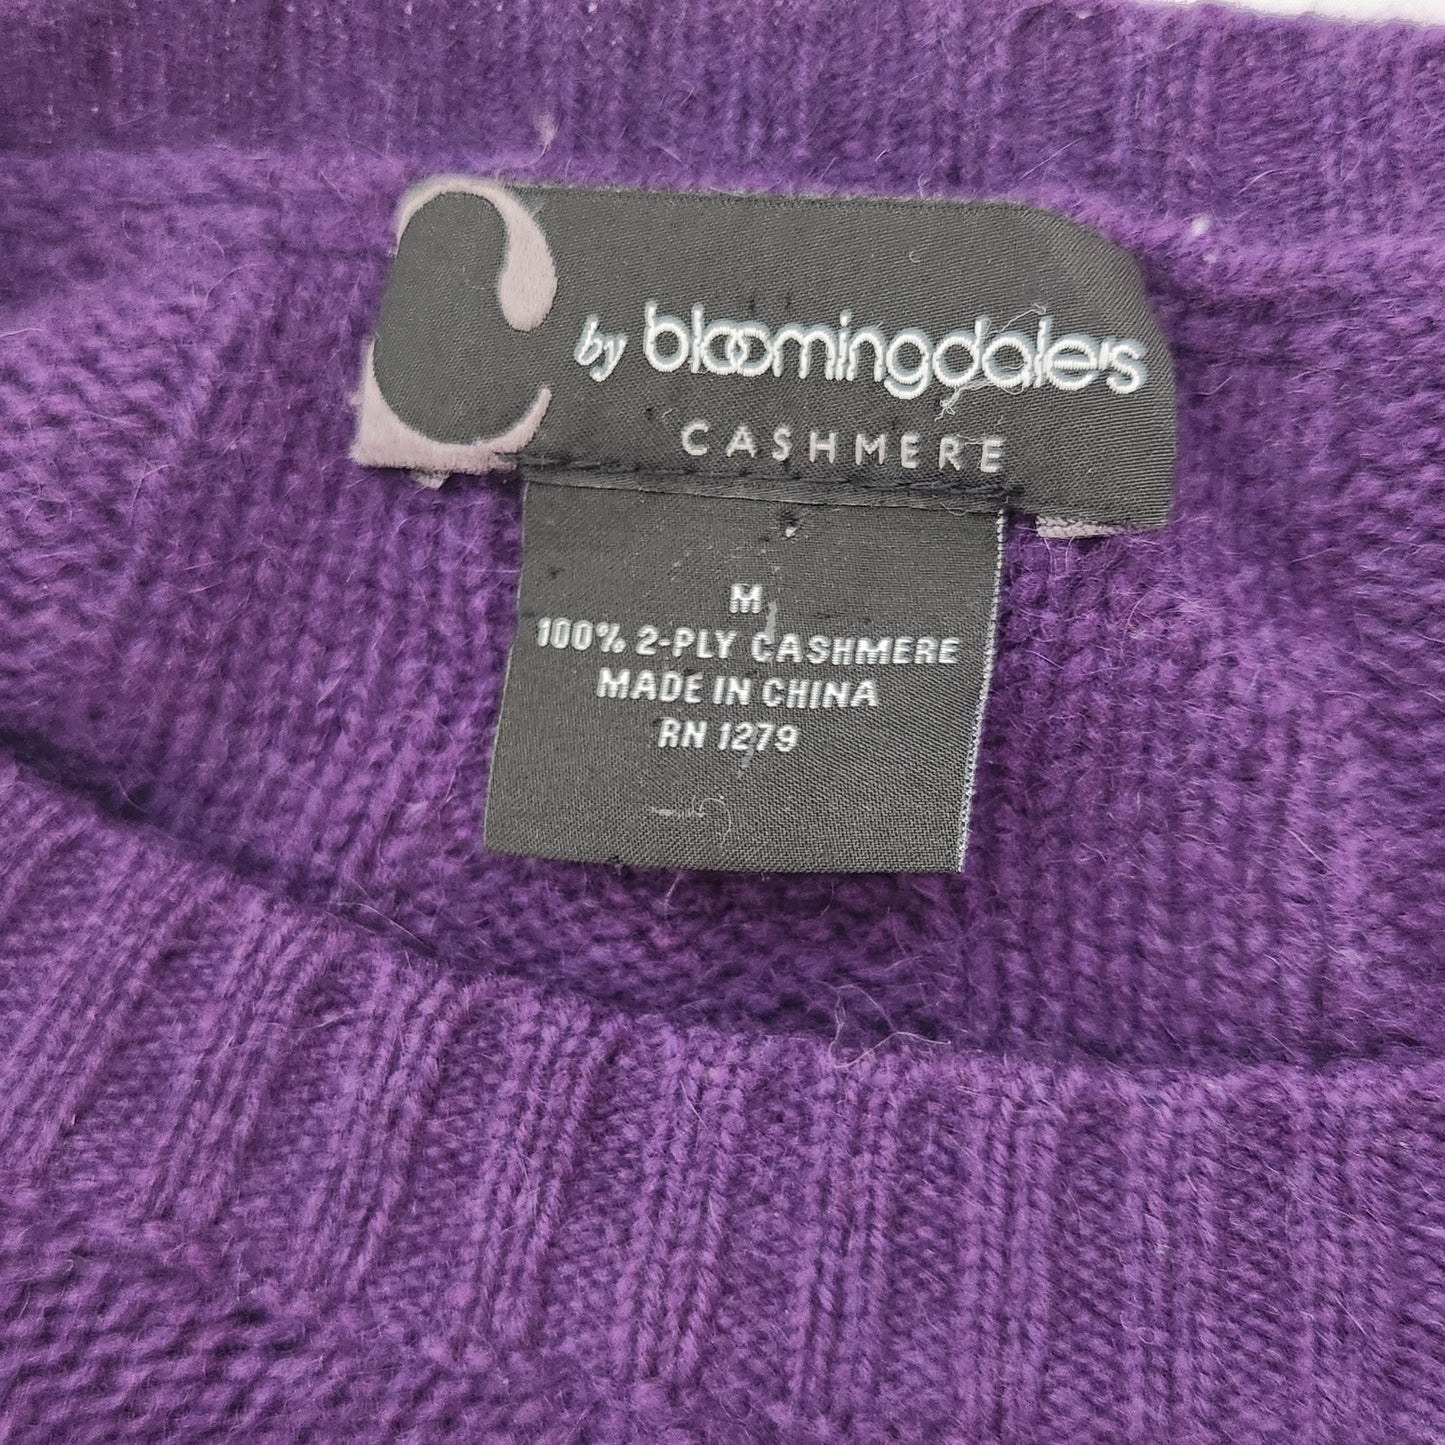 C by bloomingdale's
CASHMERE
M
100% 2-PLY CASHMERE
MADE IN CHINA
RN 1279